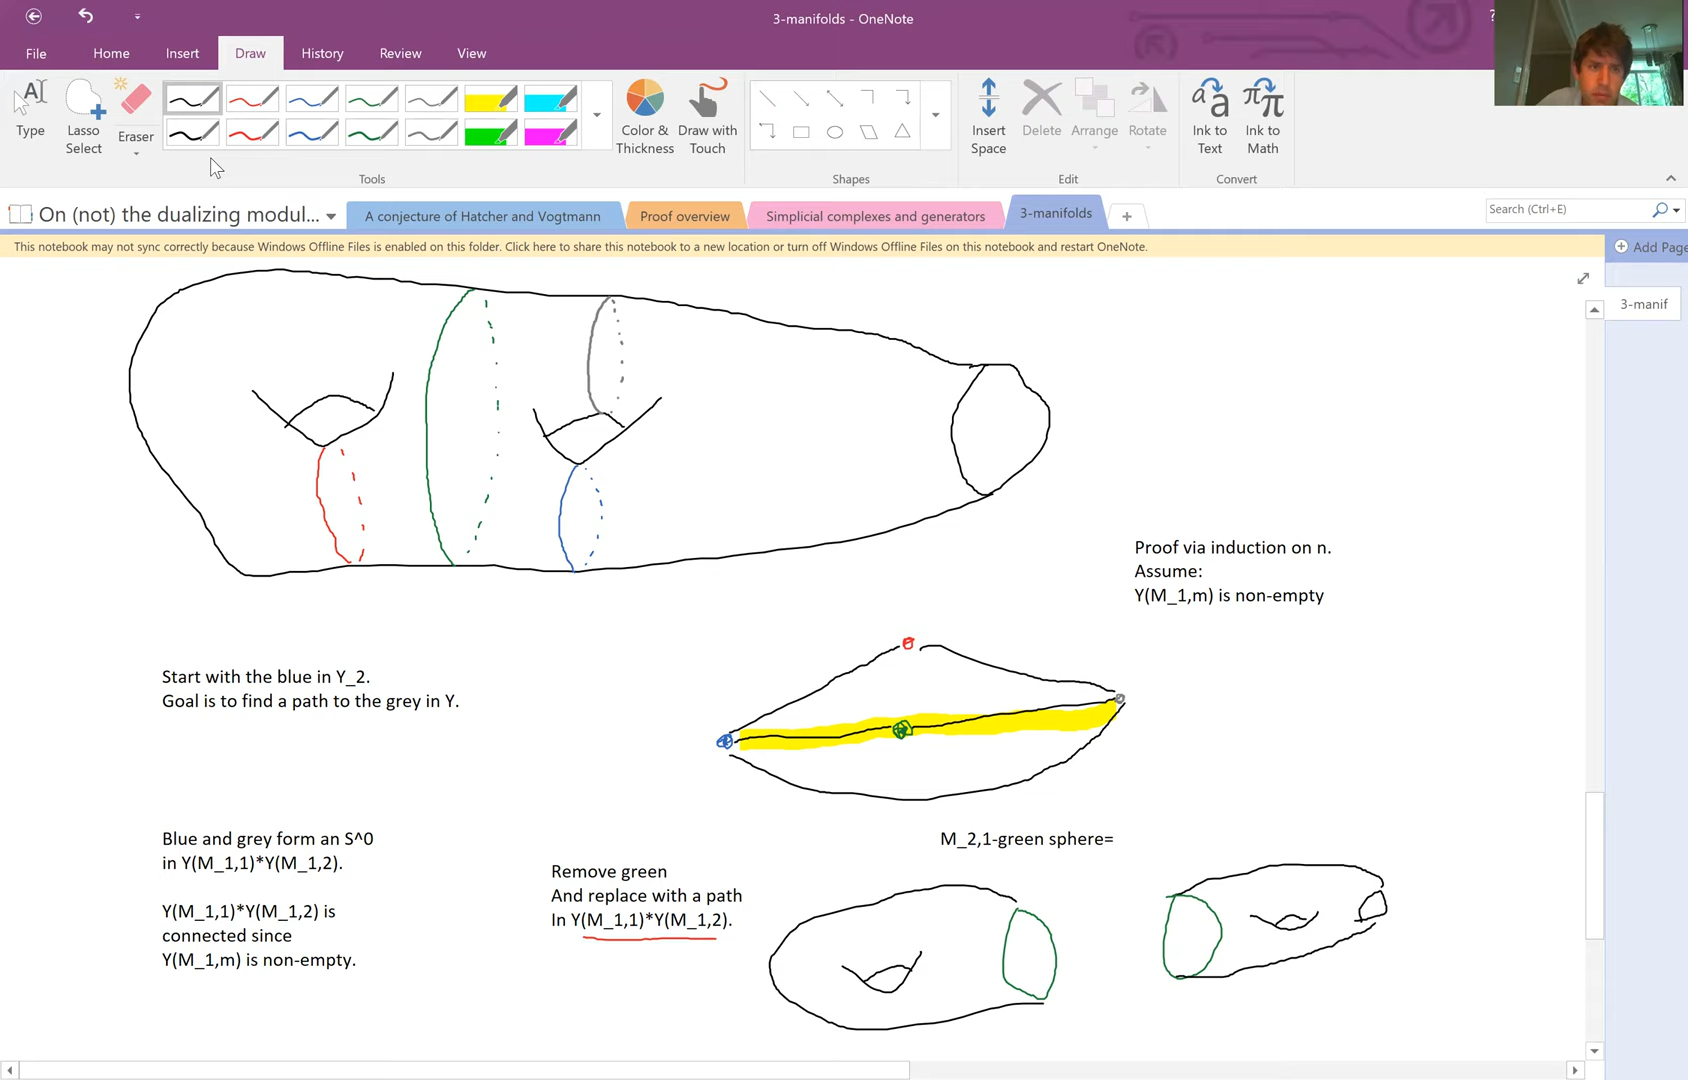 3-manifolds - OneNote
?
File
Home
Insert
Draw
History
Review
View
Type
Lasso Select
Eraser
Color & Thickness
Draw with Touch
Insert Space
Delete
Arrange
Rotate
Ink to Text
Ink to Math
Tools
Shapes
Edit
Convert
On (not) the dualizing modul...
A conjecture of Hatcher and Vogtmann
Proof overview
Simplicial complexes and generators
3-manifolds
Search (Ctrl+E)
This notebook may not sync correctly because Windows Offline Files is enabled on this folder. Click here to share this notebook to a new location or turn off Windows Offline Files on this notebook and restart OneNote.
Add Page
3-manif
Proof via induction on n.
Assume:
Y(M_1,m) is non-empty
Start with the blue in Y_2.
Goal is to find a path to the grey in Y.
Blue and grey form an S^0
in Y(M_1,1)*Y(M_1,2).
Y(M_1,1)*Y(M_1,2) is
connected since
Y(M_1,m) is non-empty.
Remove green
And replace with a path
In Y(M_1,1)*Y(M_1,2).
M_2,1-green sphere=